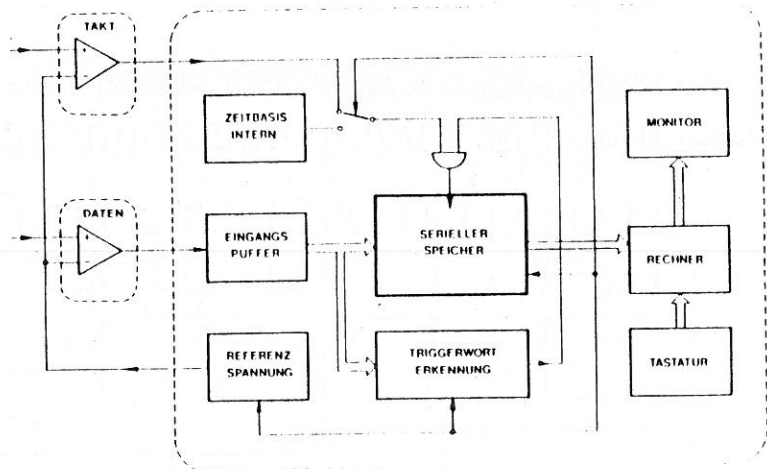 TAKT
ZEITBASIS
INTERN
MONITOR
DATEN
EINGANGS
PUFFER
SERIELLER
SPEICHER
RECHNER
REFERENZ
SPANNUNG
TRIGGERWORT
ERKENNUNG
TASTATUR